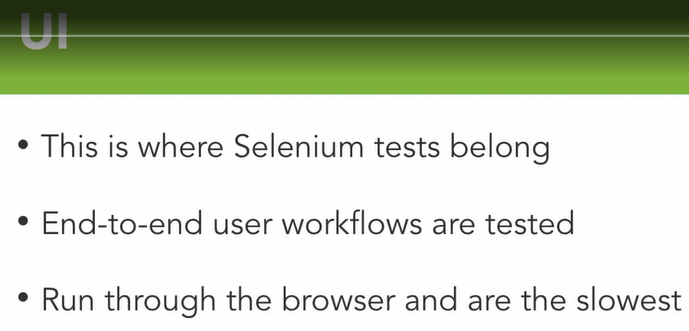 UI
• This is where Selenium tests belong
• End-to-end user workflows are tested
• Run through the browser and are the slowest